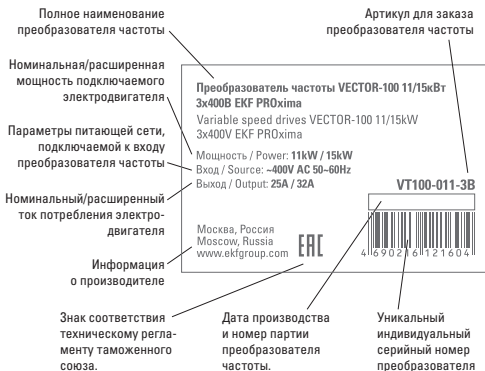 Полное наименование
преобразователя частоты
Артикул для заказа
преобразователя частоты
Номинальная/расширенная
мощность подключаемого
электродвигателя
Параметры питающей сети,
подключаемой к входу
преобразователя частоты
Номинальный/расширенный
ток потребления электро-
двигателя
Информация
о производителе
Преобразователь частоты VECTOR-100 11/15кВт
3х400В EKF PROxima
Variable speed drives VECTOR-100 11/15kW
3x400V EKF PROxima
Мощность / Power: 11kW / 15kW
Вход / Source: ~400V AC 50~60Hz
Выход / Output: 25A / 32A
VT100-011-3B
Москва, Россия
Moscow, Russia
www.ekfgroup.com
EAC
4 690216 121604
Знак соответствия
техническому регла-
менту таможенного
союза.
Дата производства
и номер партии
преобразователя
частоты.
Уникальный
индивидуальный
серийный номер
преобразователя